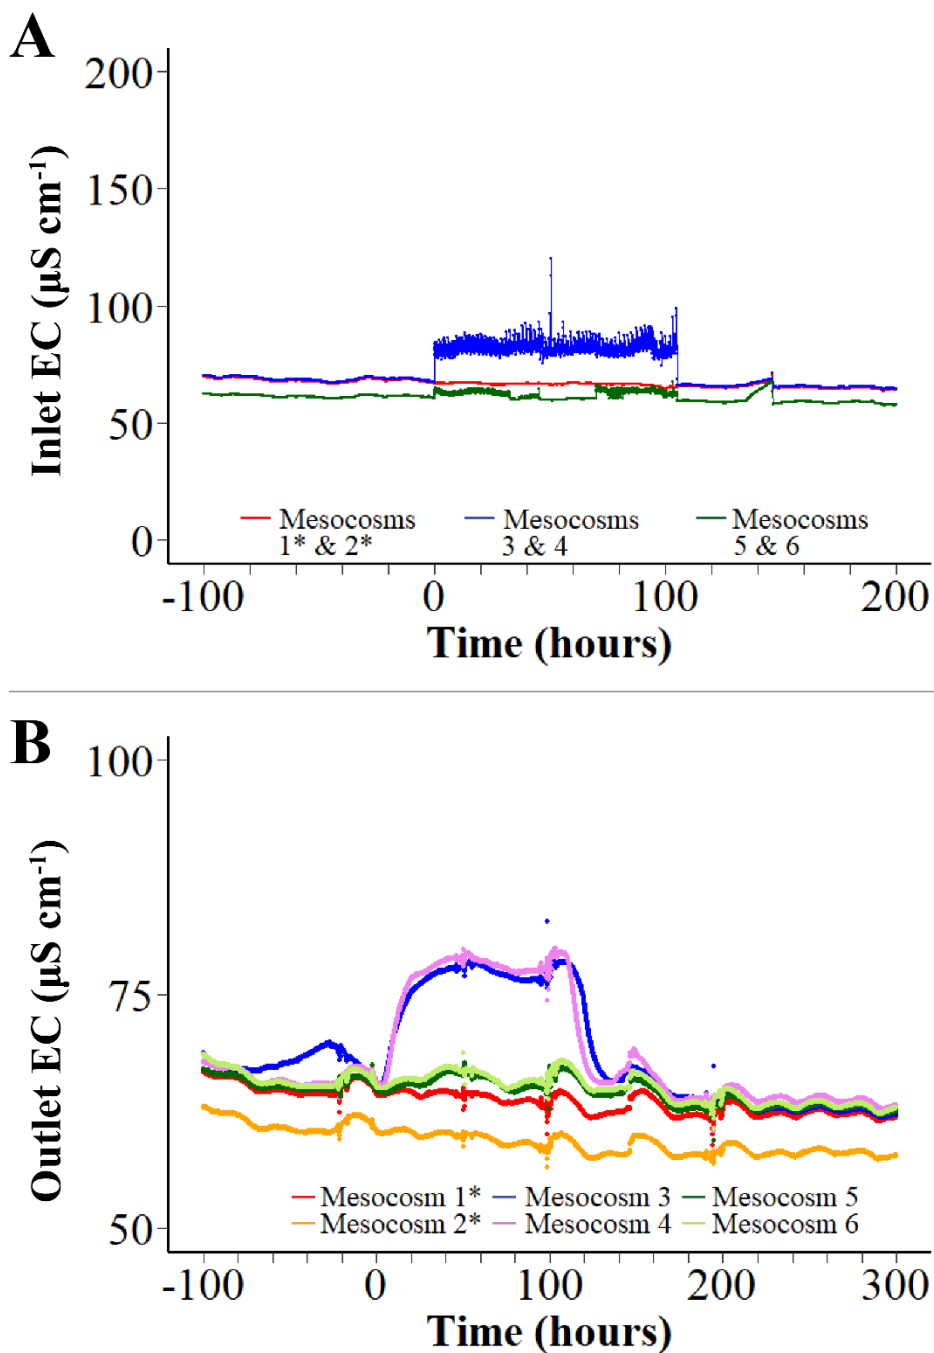 A
200
150
100
50
0
Inlet EC (µS cm⁻¹)
Mesocosms 1* & 2*
Mesocosms 3 & 4
Mesocosms 5 & 6
-100 0 100 200
Time (hours)
B
100
75
50
Outlet EC (µS cm⁻¹)
Mesocosm 1* Mesocosm 3 Mesocosm 5
Mesocosm 2* Mesocosm 4 Mesocosm 6
-100 0 100 200 300
Time (hours)